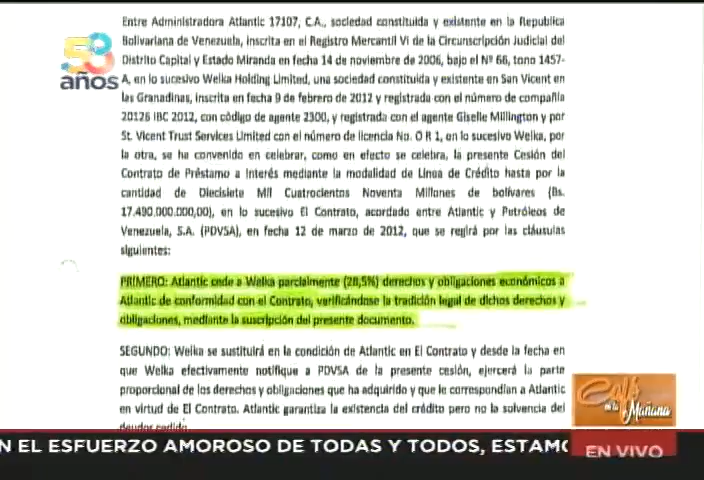 Entre Administradora Atlantic 17107, C.A., sociedad constituida y existente en la Republica
Bolivariana de Venezuela, inscrita en el Registro Mercantil VI de la Circunscripción Judicial del
Distrito Capital y Estado Miranda en fecha 14 de noviembre de 2006, bajo el Nº 66, tomo 1457-
A, en lo sucesivo Welka Holding Limited, una sociedad constituida y existente en San Vicent en
las Granadinas, inscrita en fecha 9 de febrero de 2012 y registrada con el número de compañía
20126 IBC 2012, con código de agente 2300, y registrada con el agente Giselle Millington y por
St. Vicent Trust Services Limited con el número de licencia No. O R 1, en lo sucesivo Welka, por
la otra, se ha convenido en celebrar, como en efecto se celebra, la presente Cesión del
Contrato de Préstamo a Interés mediante la modalidad de Línea de Crédito hasta por la
cantidad de Diecisiete Mil Cuatrocientos Noventa Millones de bolívares (Bs.
17.490.000.000,00), en lo sucesivo El Contrato, acordado entre Atlantic y Petróleos de
Venezuela, S.A. (PDVSA), en fecha 12 de marzo de 2012, que se regirá por las cláusulas
siguientes:
PRIMERO: Atlantic cede a Welka parcialmente (28,5%) derechos y obligaciones económicos a
Atlantic de conformidad con el Contrato, verificándose la tradición legal de dichos derechos y
obligaciones, mediante la suscripción del presente documento.
SEGUNDO: Welka se sustituirá en la condición de Atlantic en El Contrato y desde la fecha en
que Welka efectivamente notifique a PDVSA de la presente cesión, ejercerá la parte
proporcional de los derechos y obligaciones que ha adquirido y que le correspondían a Atlantic
en virtud de El Contrato. Atlantic garantiza la existencia del crédito pero no la solvencia del
deudor cedido.
50
años
Café
en la
Mañana
N EL ESFUERZO AMOROSO DE TODAS Y TODOS, ESTAMO
EN VIVO